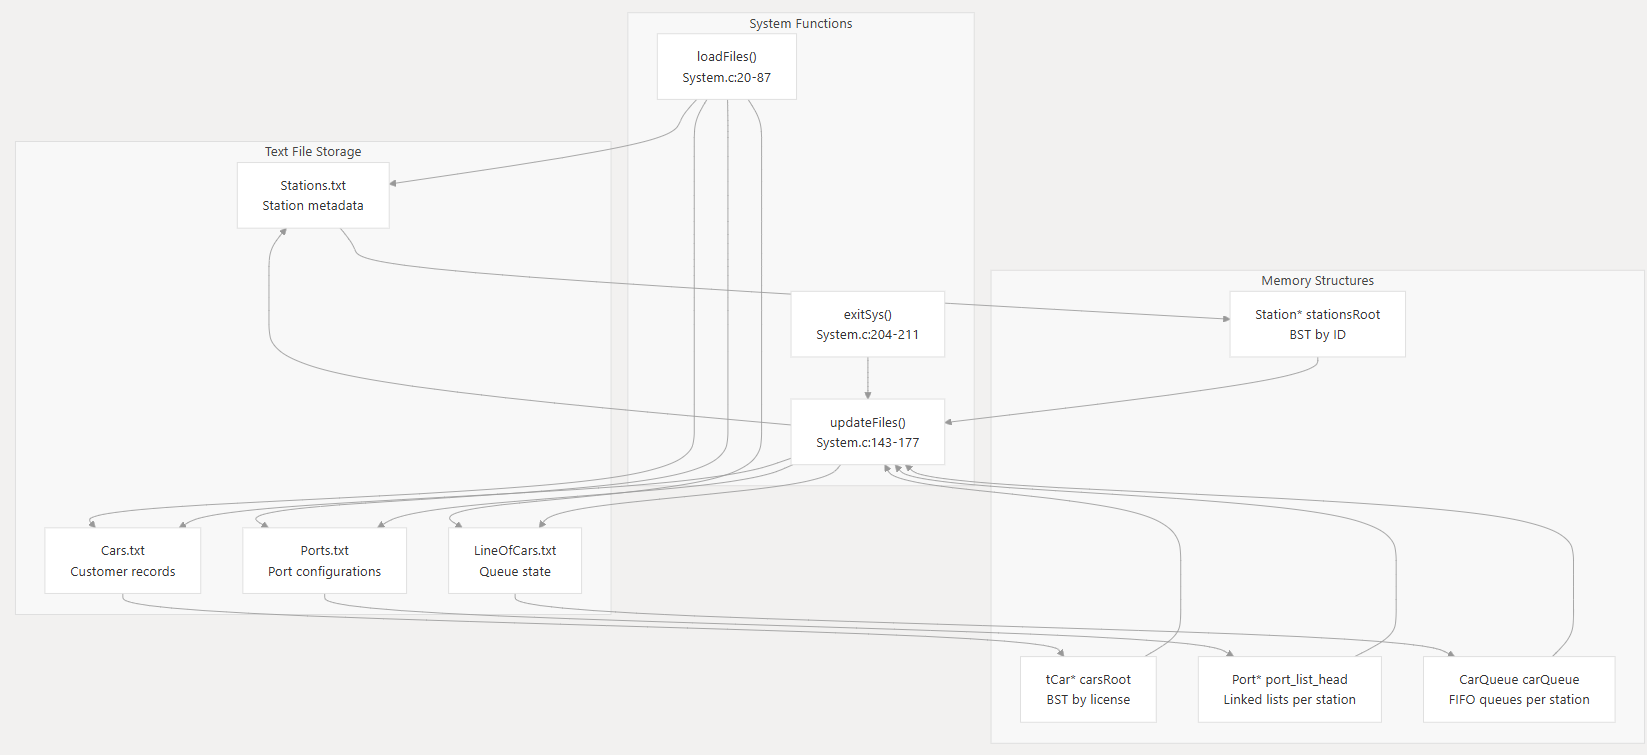 System Functions
loadFiles()
System.c:20-87
Text File Storage
Stations.txt
Station metadata
Memory Structures
exitSys()
System.c:204-211
Station* stationsRoot
BST by ID
updateFiles()
System.c:143-177
Cars.txt
Customer records
Ports.txt
Port configurations
LineOfCars.txt
Queue state
tCar* carsRoot
BST by license
Port* port_list_head
Linked lists per station
CarQueue carQueue
FIFO queues per station